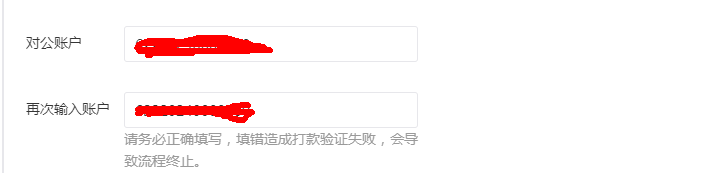 对公账户
再次输入账户
请务必正确填写，填错造成打款验证失败，会导
致流程终止。